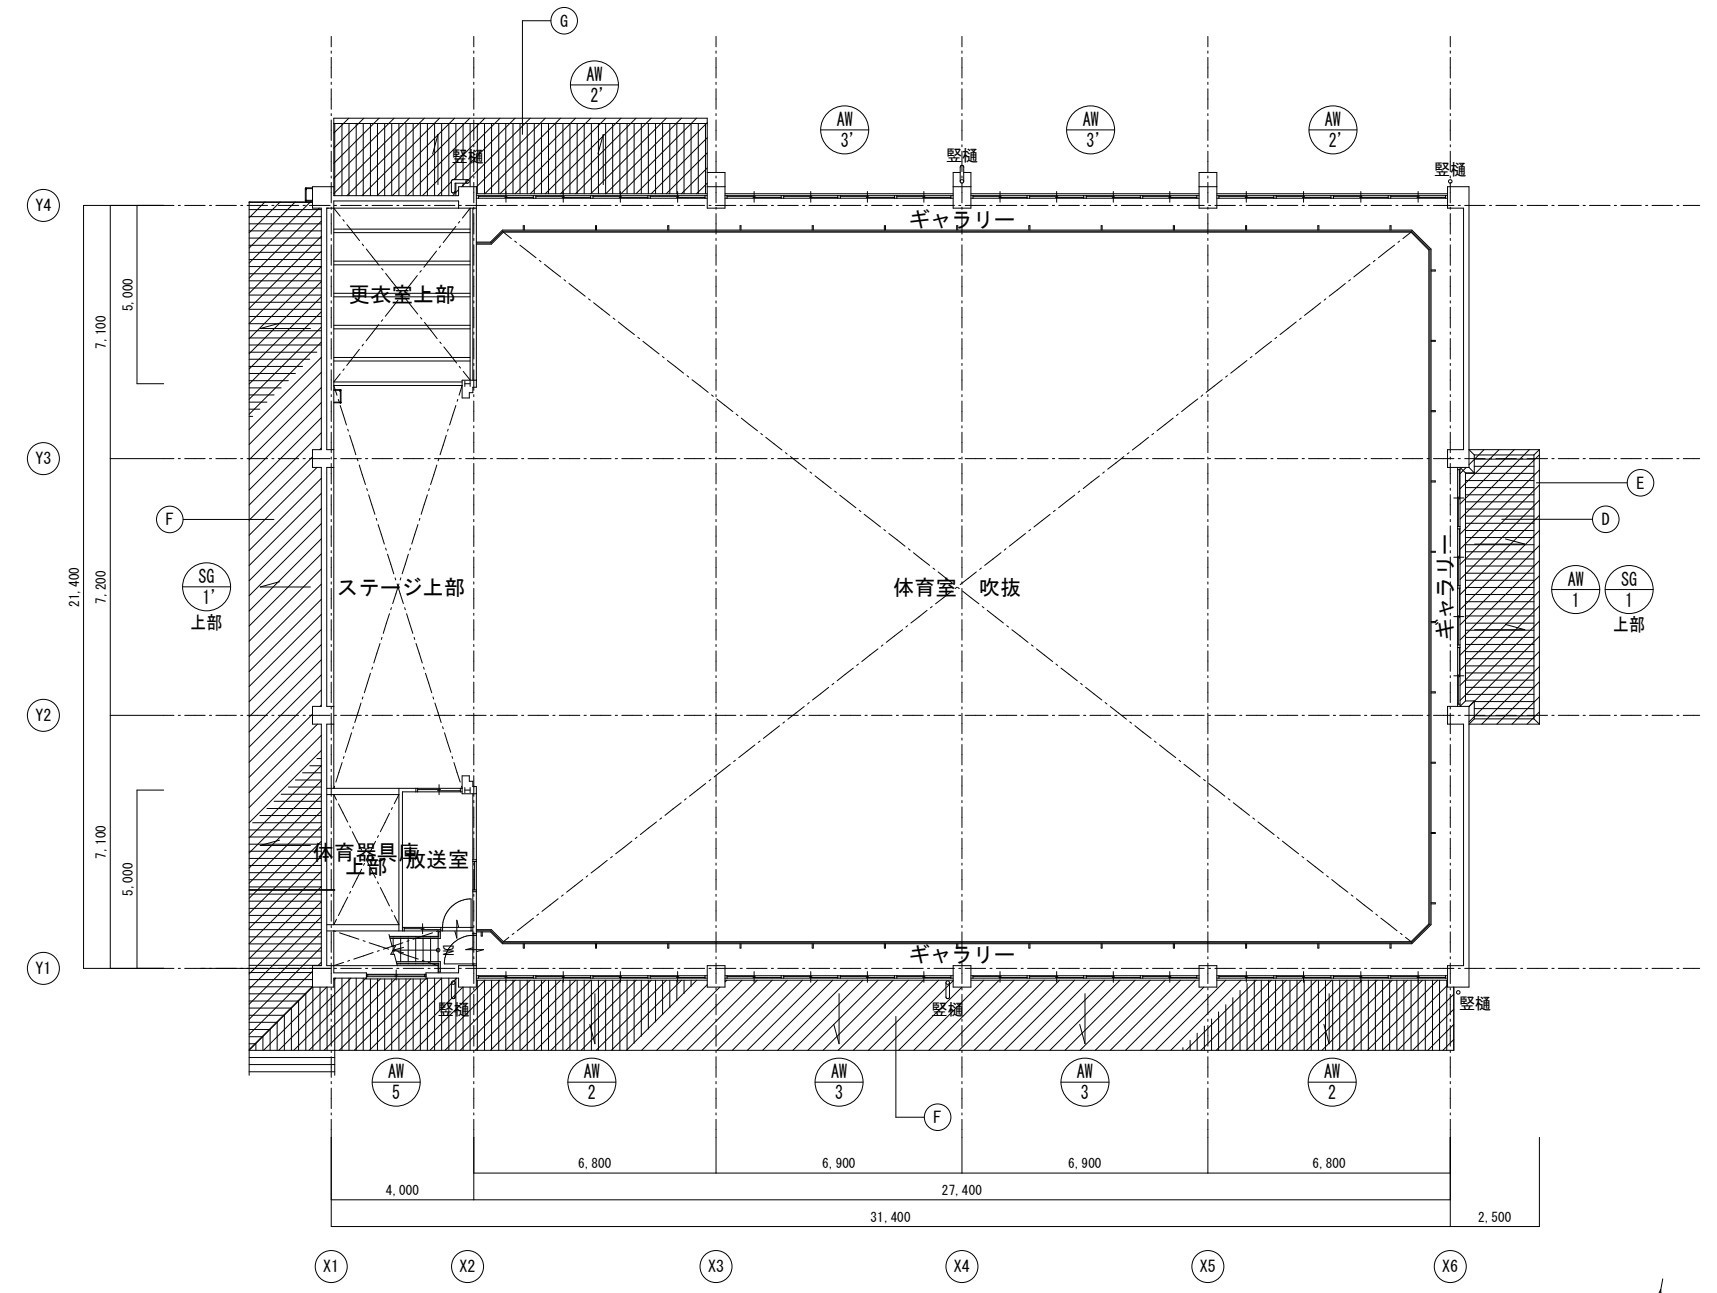 G
AW
2'
AW
3'
AW
3'
AW
2'
竪樋
竪樋
竪樋
Y4
ギャラリー
5,000
7,100
更衣室上部
Y3
E
D
F
SG
1'
上部
21,400
7,200
ステージ上部
体育室 吹抜
ギャラリー
AW
1
SG
1
上部
Y2
7,100
5,000
体育器具庫
上部
放送室
Y1
ギャラリー
竪樋
竪樋
竪樋
AW
5
AW
2
AW
3
AW
3
AW
2
F
6,800
6,900
6,900
6,800
4,000
27,400
31,400
2,500
X1
X2
X3
X4
X5
X6